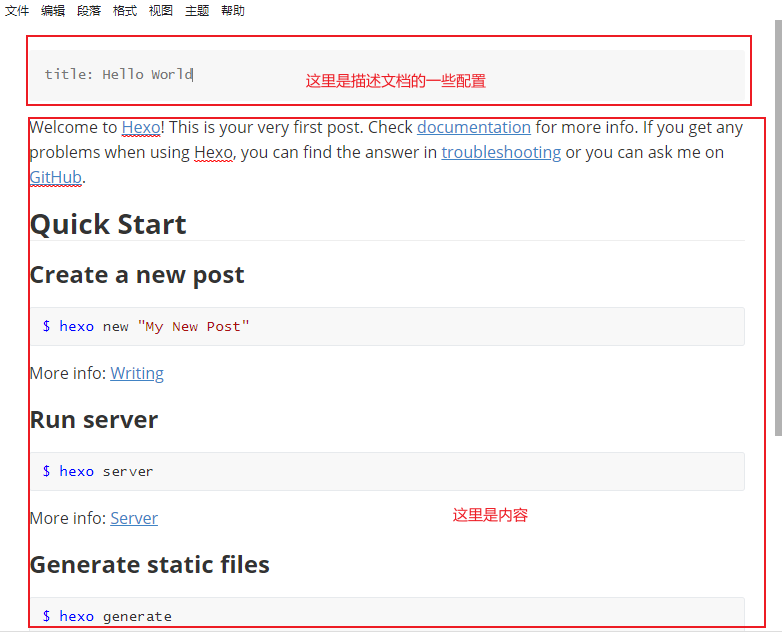 文件 编辑 段落 格式 视图 主题 帮助
title: Hello World
这里是描述文档的一些配置
Welcome to Hexo! This is your very first post. Check documentation for more info. If you get any
problems when using Hexo, you can find the answer in troubleshooting or you can ask me on
GitHub.
Quick Start
Create a new post
$ hexo new "My New Post"
More info: Writing
Run server
$ hexo server
More info: Server
这里是内容
Generate static files
$ hexo generate